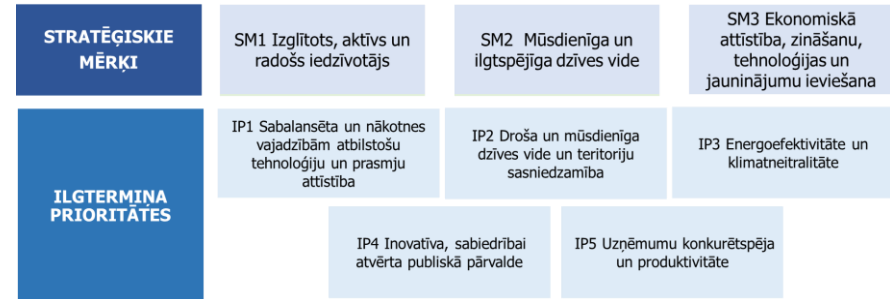 STRATĒĢISKIE
MĒRĶI
SM1 Izglītots, aktīvs un
radošs iedzīvotājs
SM2 Mūsdienīga un
ilgtspējīga dzīves vide
SM3 Ekonomiskā
attīstība, zināšanu,
tehnoloģijas un
jauninājumu ieviešana
ILGTERMIŅA
PRIORITĀTES
IP1 Sabalansēta un nākotnes
vajadzībām atbilstošu
tehnoloģiju un prasmju
attīstība
IP2 Droša un mūsdienīga
dzīves vide un teritoriju
sasniedzamība
IP3 Energoefektivitāte un
klimatneitralitāte
IP4 Inovatīva, sabiedrībai
atvērta publiskā pārvalde
IP5 Uzņēmumu konkurētspēja
un produktivitāte